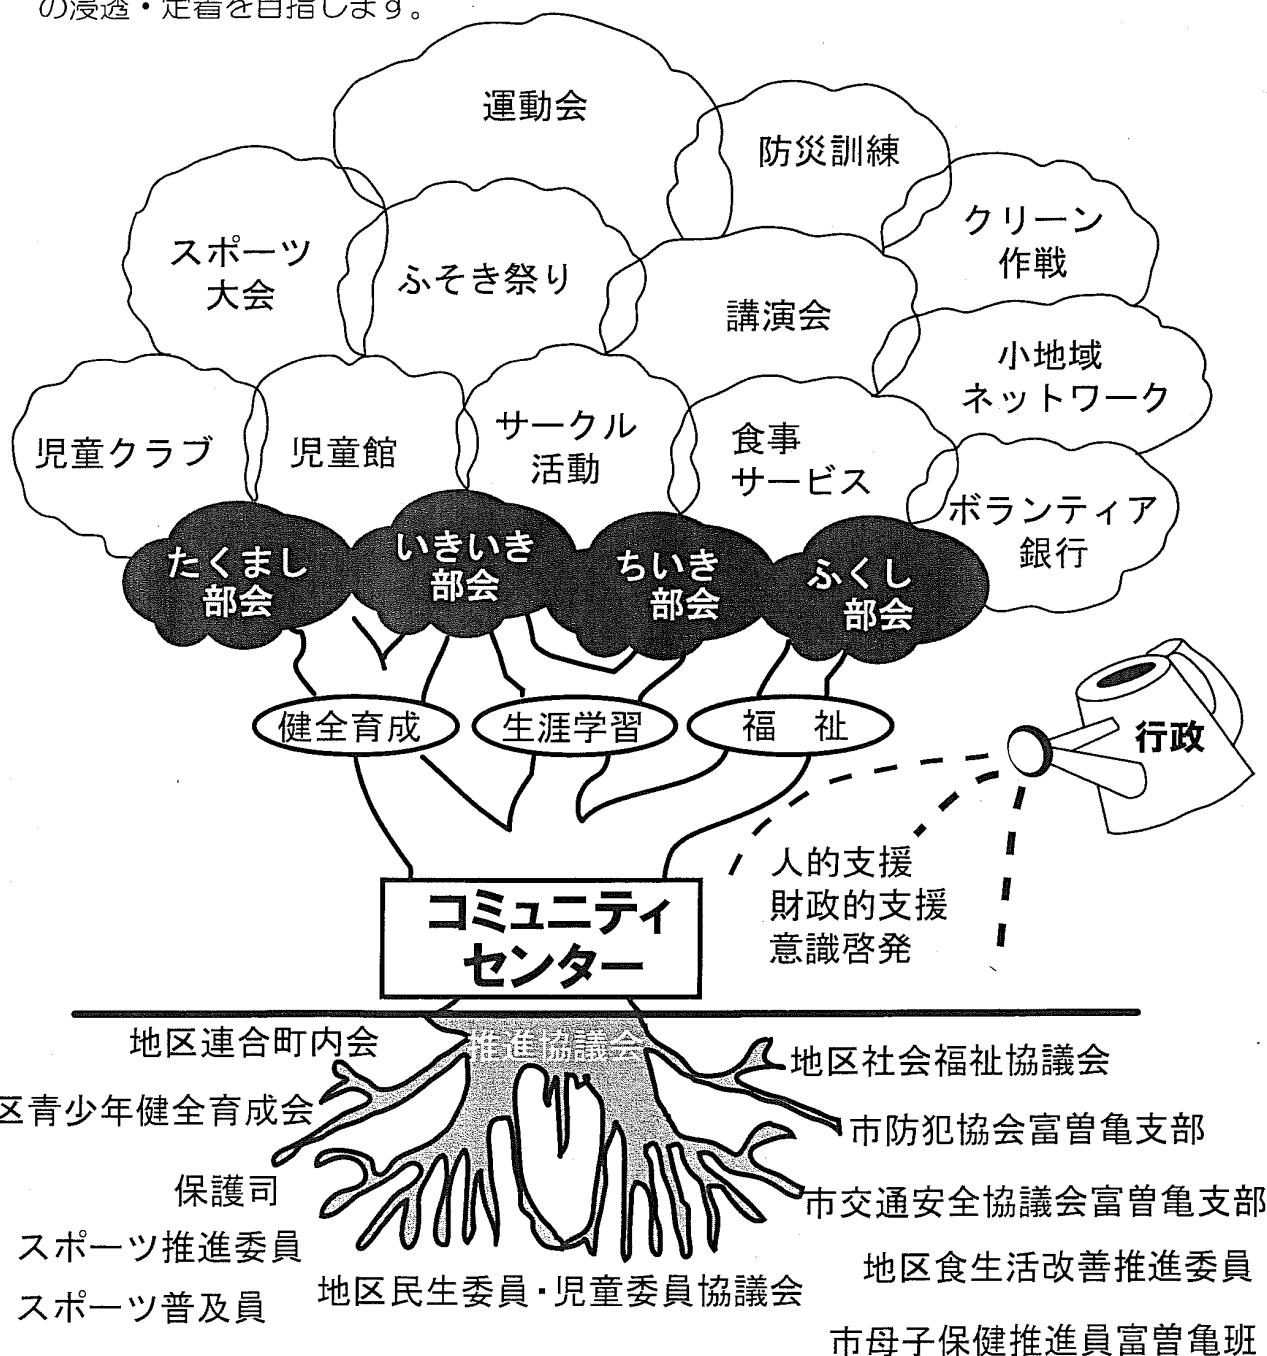 の浸透・定着を目指します。
運動会
防災訓練
クリーン
作戦
スポーツ
大会
ふそき祭り
講演会
小地域
ネットワーク
児童クラブ
児童館
サークル
活動
食事
サービス
ボランティア
銀行
たくまし
部会
いきいき
部会
ちいき
部会
ふくし
部会
健全育成
生涯学習
福 祉
行政
人的支援
財政的支援
意識啓発
コミュニティ
センター
推進協議会
地区連合町内会
区青少年健全育成会
保護司
スポーツ推進委員
スポーツ普及員
地区民生委員・児童委員協議会
地区社会福祉協議会
市防犯協会富曽亀支部
市交通安全協議会富曽亀支部
地区食生活改善推進委員
市母子保健推進員富曽亀班